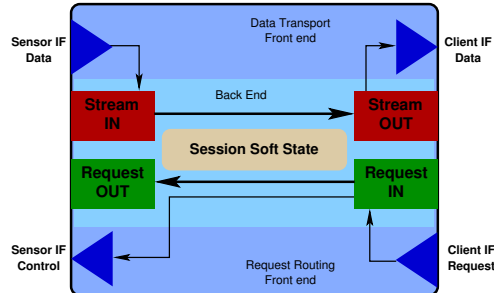 Sensor IF
Data
Data Transport
Front end
Client IF
Data
Back End
Stream
IN
Stream
OUT
Session Soft State
Request
OUT
Request
IN
Sensor IF
Control
Request Routing
Front end
Client IF
Request